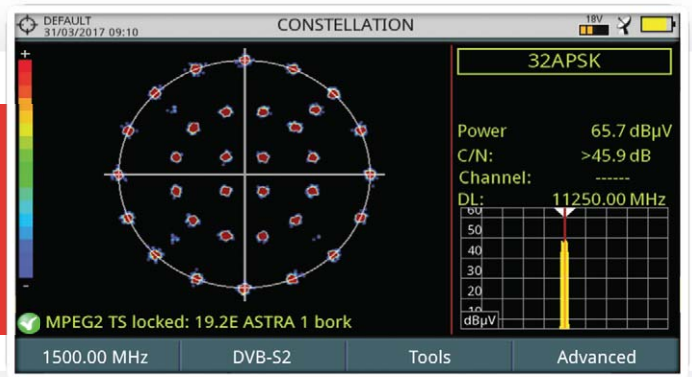 DEFAULT
31/03/2017 09:10
CONSTELLATION
18V
+
-
32APSK
Power 65.7 dBµV
C/N: >45.9 dB
Channel: ------
DL: 11250.00 MHz
60
50
40
30
20
10
dBµV
MPEG2 TS locked: 19.2E ASTRA 1 bork
1500.00 MHz DVB-S2 Tools Advanced